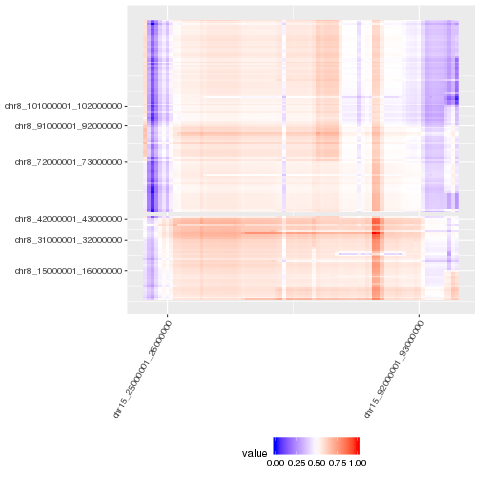 chr8_101000001_102000000
chr8_91000001_92000000
chr8_72000001_73000000
chr8_42000001_43000000
chr8_31000001_32000000
chr8_15000001_16000000
chr15_25000001_26000000
chr15_92000001_93000000
value
0.00 0.25 0.50 0.75 1.00